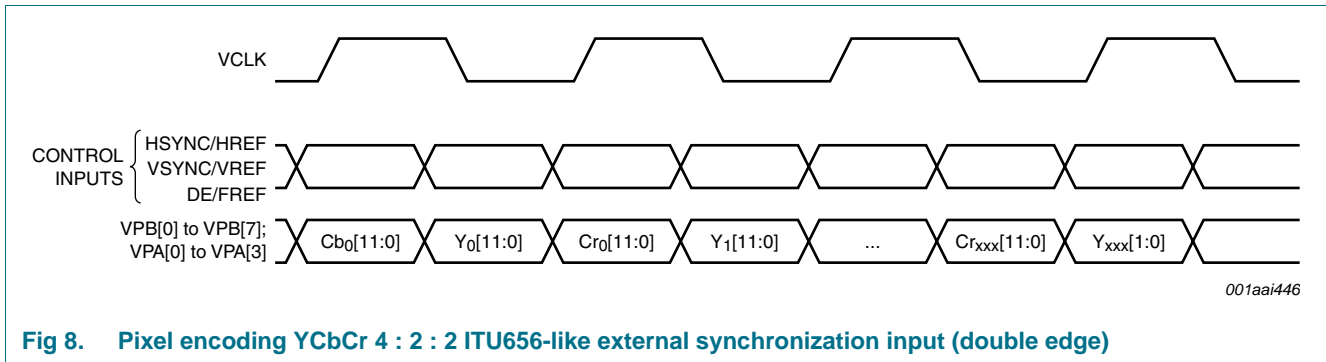 VCLK
CONTROL INPUTS
HSYNC/HREF
VSYNC/VREF
DE/FREF
VPB[0] to VPB[7];
VPA[0] to VPA[3]
Cb0[11:0] Y0[11:0] Cr0[11:0] Y1[11:0] ... Crxxx[11:0] Yxxx[1:0]
001aai446
Fig 8. Pixel encoding YCbCr 4 : 2 : 2 ITU656-like external synchronization input (double edge)